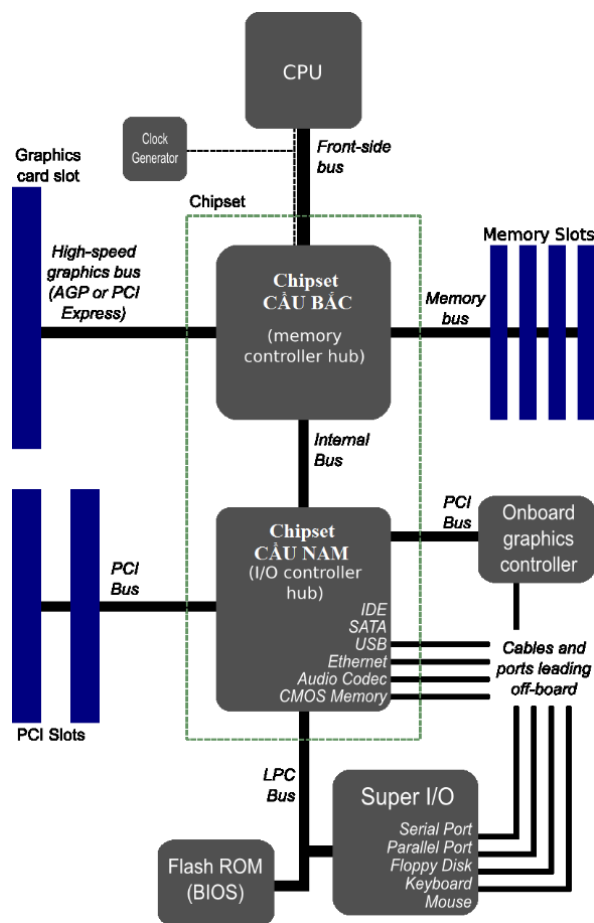 CPU
Clock
Generator
Front-side
bus
Graphics
card slot
Chipset
High-speed
graphics bus
(AGP or PCI
Express)
Chipset
CẦU BẮC
(memory
controller hub)
Memory Slots
Memory
bus
Internal
Bus
PCI
Bus
Chipset
CẦU NAM
(I/O controller
hub)
IDE
SATA
USB
Ethernet
Audio Codec
CMOS Memory
PCI
Bus
Onboard
graphics
controller
Cables and
ports leading
off-board
PCI Slots
LPC
Bus
Super I/O
Serial Port
Parallel Port
Floppy Disk
Keyboard
Mouse
Flash ROM
(BIOS)